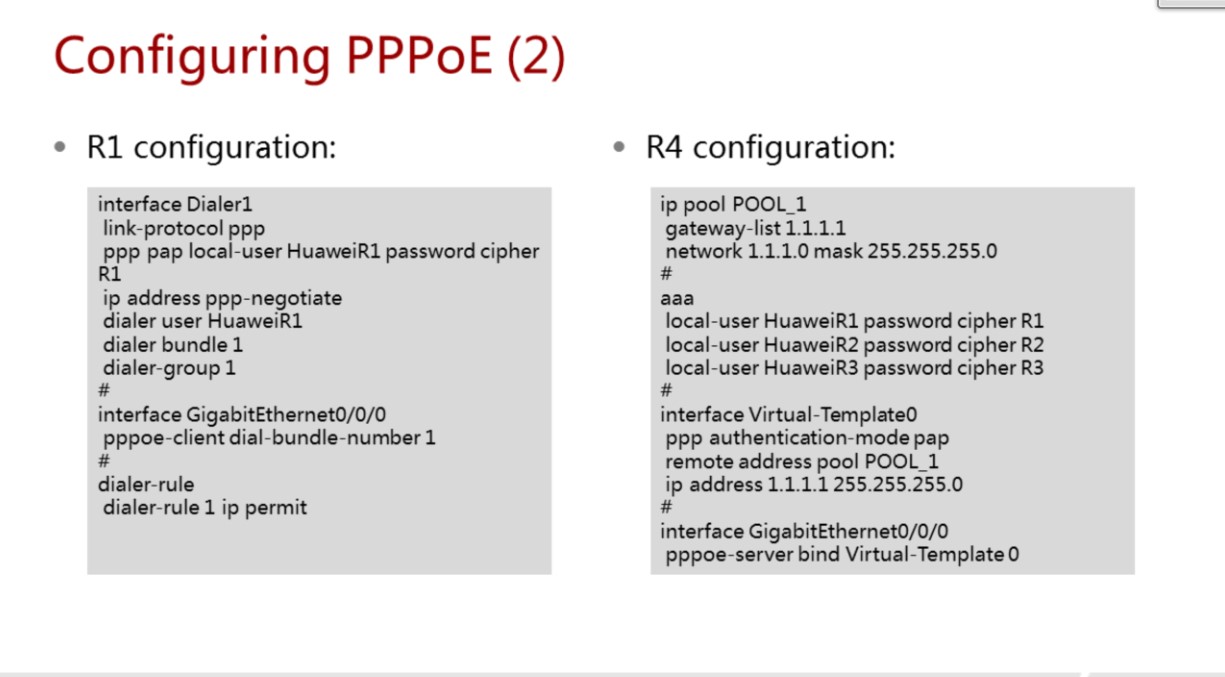 Configuring PPPoE (2)
• R1 configuration:
interface Dialer1
link-protocol ppp
ppp pap local-user HuaweiR1 password cipher
R1
ip address ppp-negotiate
dialer user HuaweiR1
dialer bundle 1
dialer-group 1
#
interface GigabitEthernet0/0/0
pppoe-client dial-bundle-number 1
#
dialer-rule
dialer-rule 1 ip permit
• R4 configuration:
ip pool POOL_1
gateway-list 1.1.1.1
network 1.1.1.0 mask 255.255.255.0
#
aaa
local-user HuaweiR1 password cipher R1
local-user HuaweiR2 password cipher R2
local-user HuaweiR3 password cipher R3
#
interface Virtual-Template0
ppp authentication-mode pap
remote address pool POOL_1
ip address 1.1.1.1 255.255.255.0
#
interface GigabitEthernet0/0/0
pppoe-server bind Virtual-Template 0